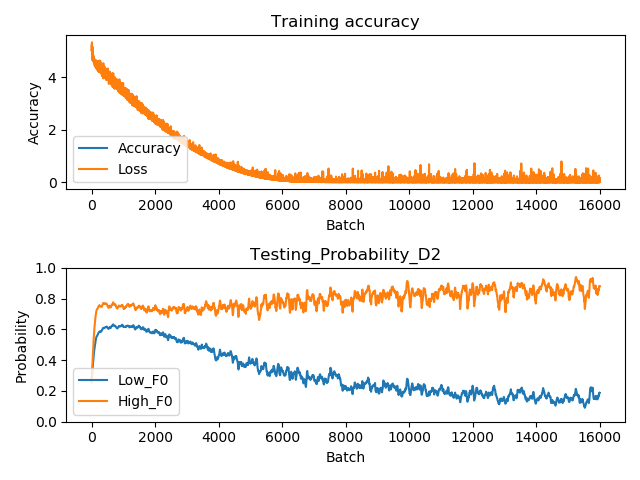 Training accuracy
4
2
0
Accuracy
Accuracy
Loss
0 2000 4000 6000 8000 10000 12000 14000 16000
Batch
Testing_Probability_D2
1.0
0.8
0.6
0.4
0.2
0.0
Probability
Low_F0
High_F0
0 2000 4000 6000 8000 10000 12000 14000 16000
Batch